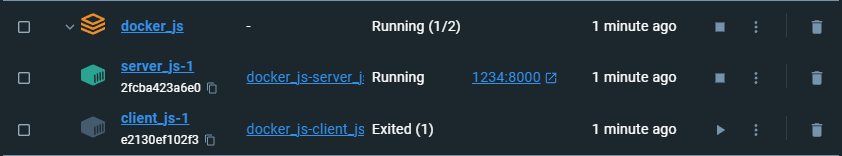 docker_js - Running (1/2) 1 minute ago
server_js-1 docker_js-server_js Running 1234:8000 1 minute ago
2fcba423a6e0
client_js-1 docker_js-client_js Exited (1) 1 minute ago
e2130ef102f3